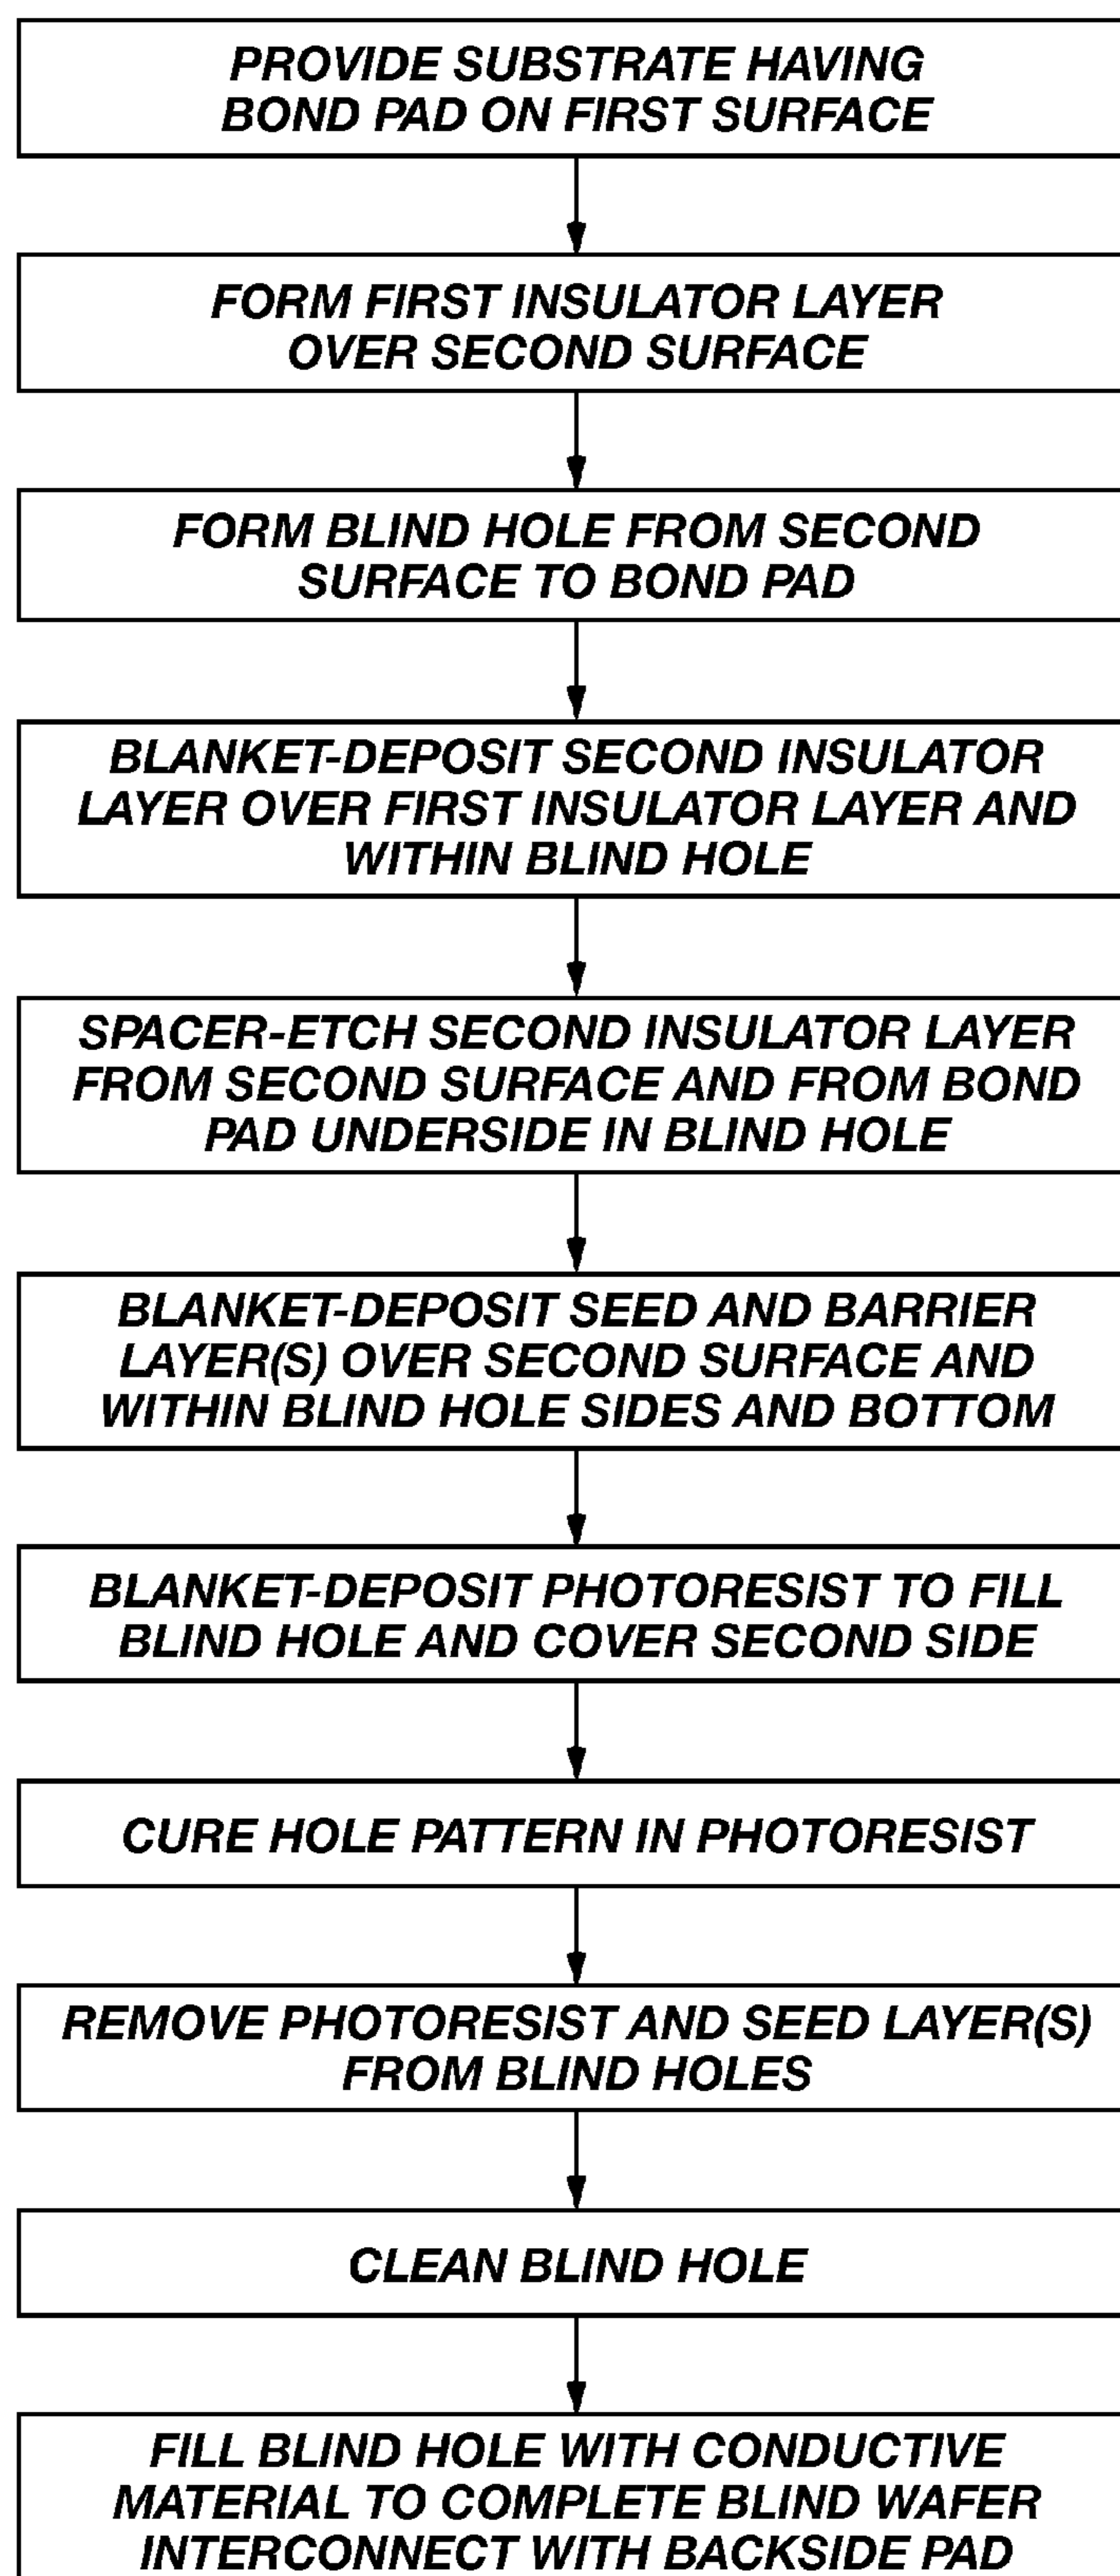 PROVIDE SUBSTRATE HAVING
BOND PAD ON FIRST SURFACE
FORM FIRST INSULATOR LAYER
OVER SECOND SURFACE
FORM BLIND HOLE FROM SECOND
SURFACE TO BOND PAD
BLANKET-DEPOSIT SECOND INSULATOR
LAYER OVER FIRST INSULATOR LAYER AND
WITHIN BLIND HOLE
SPACER-ETCH SECOND INSULATOR LAYER
FROM SECOND SURFACE AND FROM BOND
PAD UNDERSIDE IN BLIND HOLE
BLANKET-DEPOSIT SEED AND BARRIER
LAYER(S) OVER SECOND SURFACE AND
WITHIN BLIND HOLE SIDES AND BOTTOM
BLANKET-DEPOSIT PHOTORESIST TO FILL
BLIND HOLE AND COVER SECOND SIDE
CURE HOLE PATTERN IN PHOTORESIST
REMOVE PHOTORESIST AND SEED LAYER(S)
FROM BLIND HOLES
CLEAN BLIND HOLE
FILL BLIND HOLE WITH CONDUCTIVE
MATERIAL TO COMPLETE BLIND WAFER
INTERCONNECT WITH BACKSIDE PAD